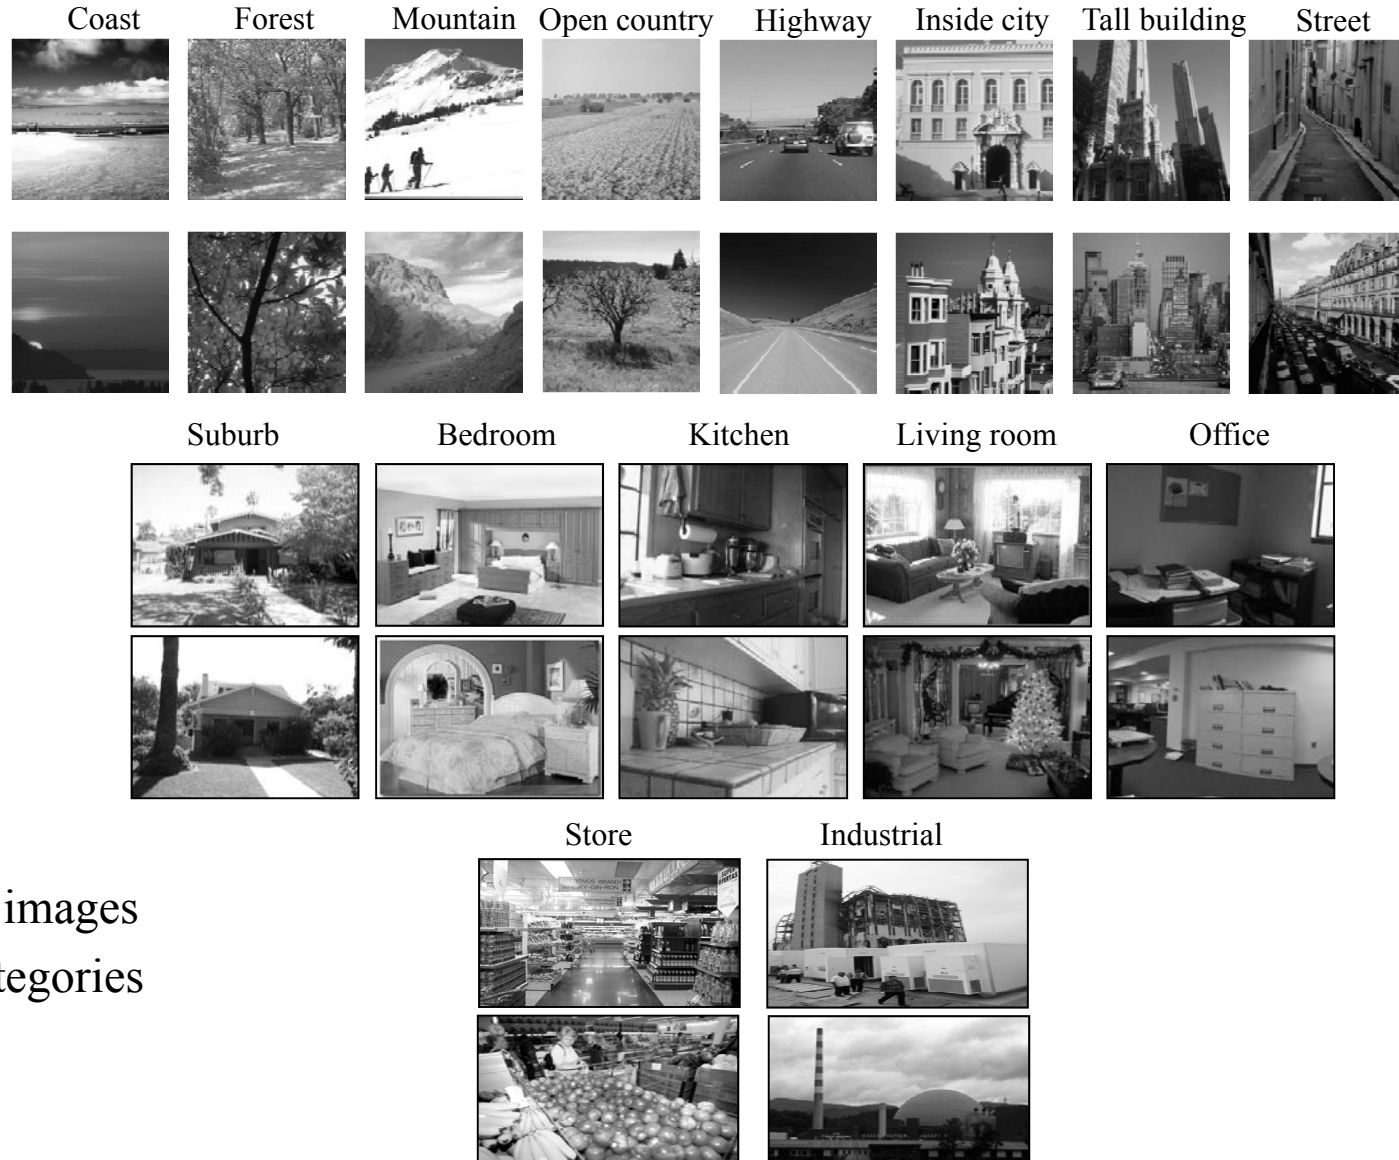 Coast Forest Mountain Open country Highway Inside city Tall building Street
Suburb Bedroom Kitchen Living room Office
Store Industrial
images
tegories